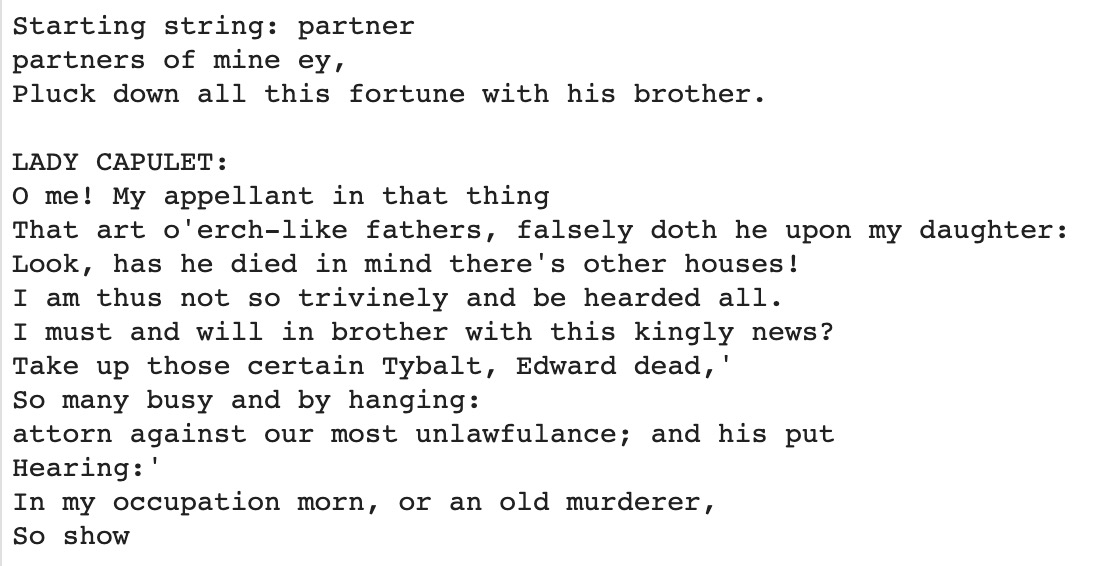 Starting string: partner
partners of mine ey,
Pluck down all this fortune with his brother.

LADY CAPULET:
O me! My appellant in that thing
That art o'erch-like fathers, falsely doth he upon my daughter:
Look, has he died in mind there's other houses!
I am thus not so trivinely and be hearded all.
I must and will in brother with this kingly news?
Take up those certain Tybalt, Edward dead,'
So many busy and by hanging:
attorn against our most unlawfulance; and his put
Hearing:'
In my occupation morn, or an old murderer,
So show